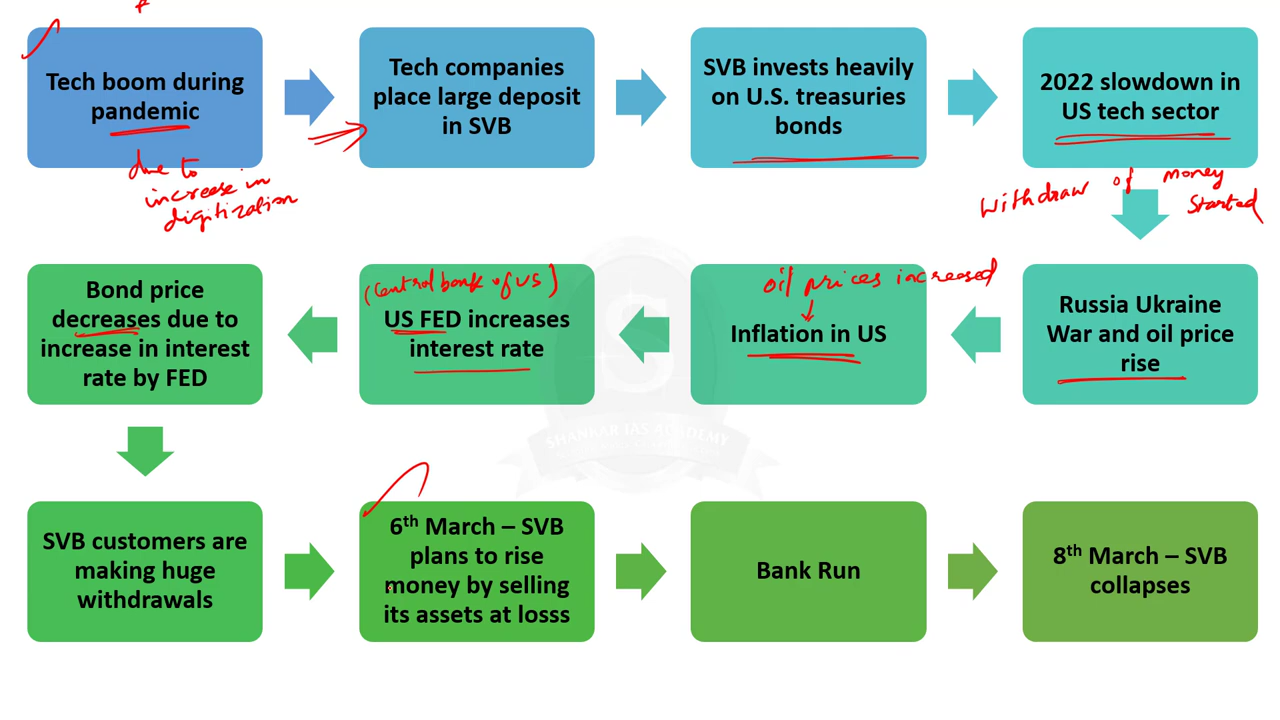 Tech boom during
pandemic
due to
increase in
digitization
Tech companies
place large deposit
in SVB
SVB invests heavily
on U.S. treasuries
bonds
2022 slowdown in
US tech sector
Withdraw of money
started
Russia Ukraine
War and oil price
rise
oil prices increased
Inflation in US
(Central bank of US)
US FED increases
interest rate
Bond price
decreases due to
increase in interest
rate by FED
SVB customers are
making huge
withdrawals
6th March – SVB
plans to rise
money by selling
its assets at losss
Bank Run
8th March – SVB
collapses
SHANKAR IAS ACADEMY